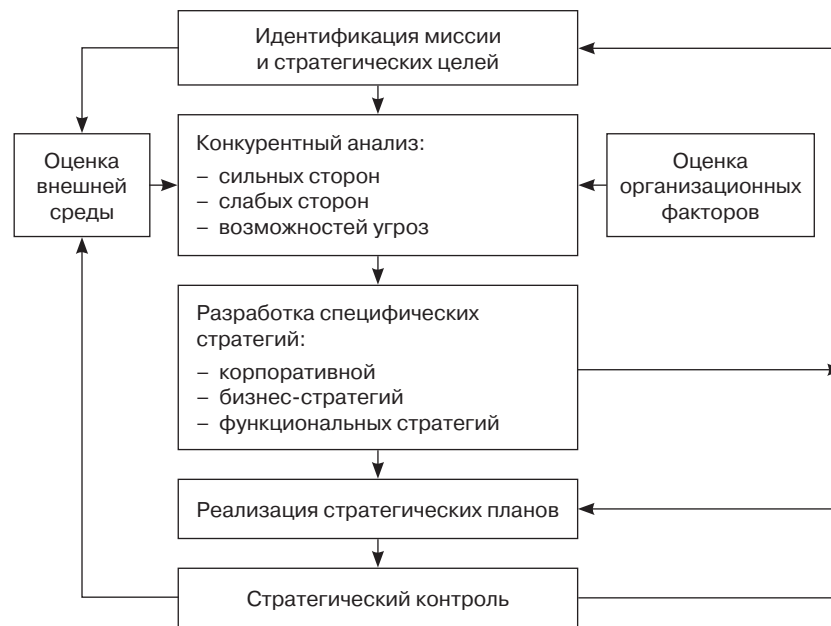 Идентификация миссии
и стратегических целей
Оценка
внешней
среды
Конкурентный анализ:
– сильных сторон
– слабых сторон
– возможностей угроз
Оценка
организационных
факторов
Разработка специфических
стратегий:
– корпоративной
– бизнес-стратегий
– функциональных стратегий
Реализация стратегических планов
Стратегический контроль